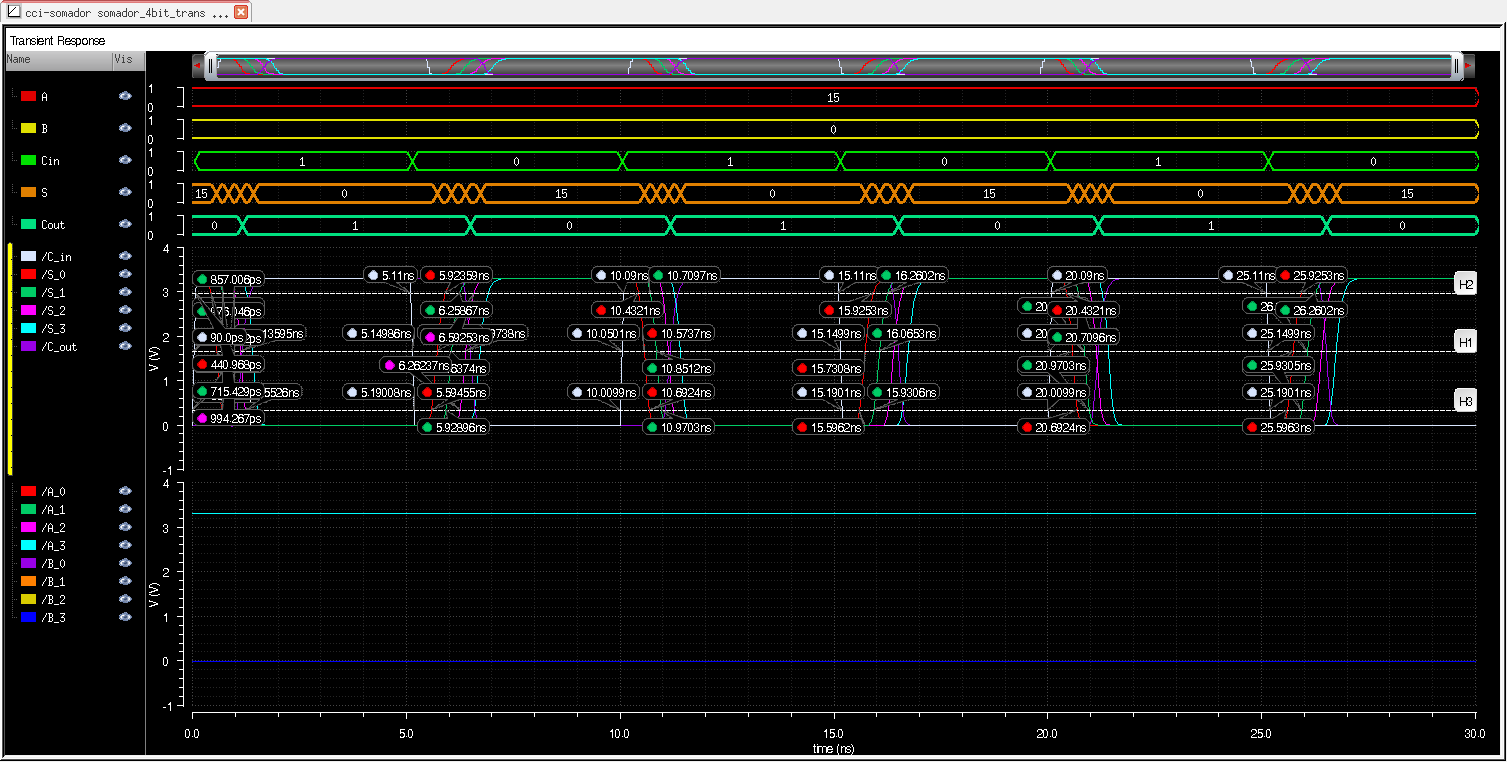 cci-somador somador_4bit_trans ...
Transient Response
Name Vis
A 1 0 15
B 1 0 0
Cin 1 0 1 0 1 0 1 0
S 1 0 15 0 15 0 15 0 15
Cout 1 0 0 1 0 1 0 1 0
/C_in
/S_0
/S_1
/S_2
/S_3
/C_out
4
3
2
1
0
-1
V (V)
857.006ps 5.11ns 5.92359ns 10.09ns 10.7097ns 15.11ns 16.2602ns 20.09ns 25.11ns 25.9253ns
H2
6.25867ns 10.4321ns 15.9253ns 20.4321ns 26.2602ns
90.0ps 13595ns 5.14986ns 6.59253ns 9738ns 10.0501ns 10.5737ns 15.1499ns 16.0653ns 20.7096ns 25.1499ns
H1
440.968ps 6.26237ns 6374ns 10.8512ns 15.7308ns 20.9703ns 25.9305ns
715.429ps 5526ns 5.19008ns 5.59455ns 10.0099ns 10.6924ns 15.1901ns 15.9306ns 20.0099ns 25.1901ns
H3
994.267ps 5.92896ns 10.9703ns 15.5962ns 20.6924ns 25.5963ns
/A_0
/A_1
/A_2
/A_3
/B_0
/B_1
/B_2
/B_3
4
3
2
1
0
-1
V (V)
0.0 5.0 10.0 15.0 20.0 25.0 30.0
time (ns)